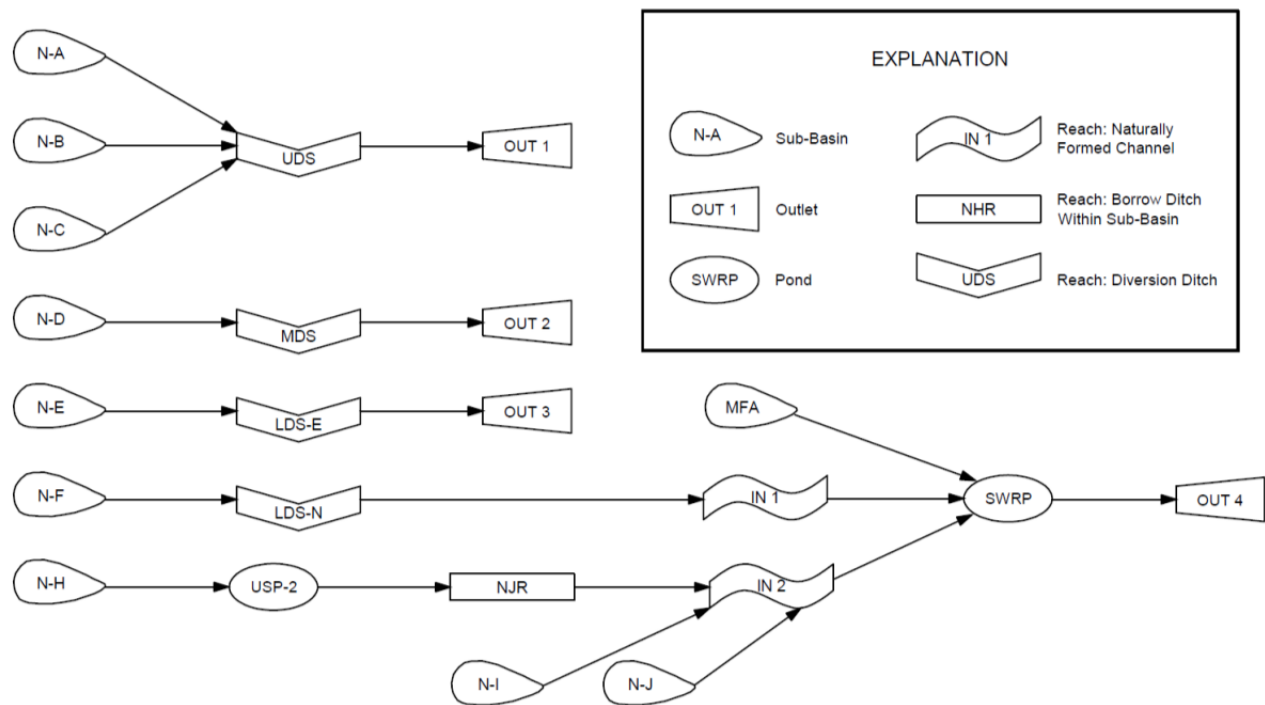 N-A
N-B
N-C
UDS
OUT 1
EXPLANATION
N-A
Sub-Basin
IN 1
Reach: Naturally
Formed Channel
OUT 1
Outlet
NHR
Reach: Borrow Ditch
Within Sub-Basin
SWRP
Pond
UDS
Reach: Diversion Ditch
N-D
MDS
OUT 2
N-E
LDS-E
OUT 3
MFA
N-F
LDS-N
IN 1
SWRP
OUT 4
N-H
USP-2
NJR
IN 2
N-I
N-J